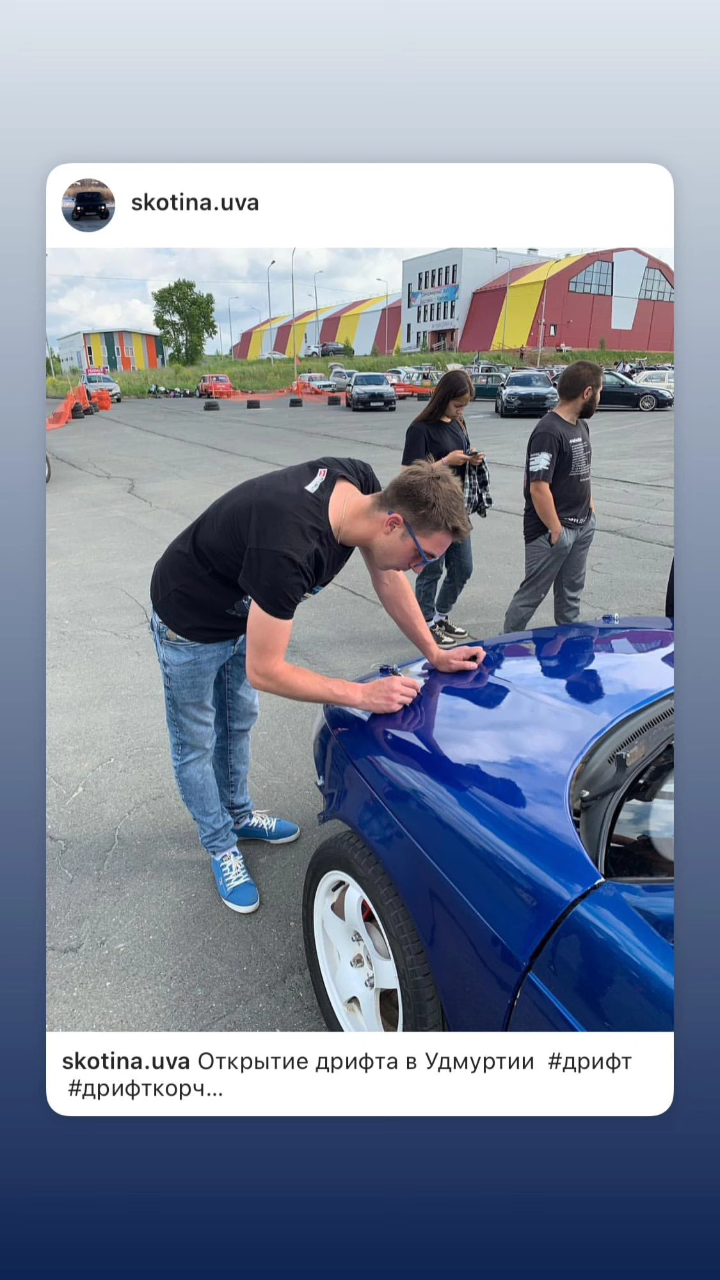 skotina.uva
skotina.uva Открытие дрифта в Удмуртии #дрифт
#дрифткорч...